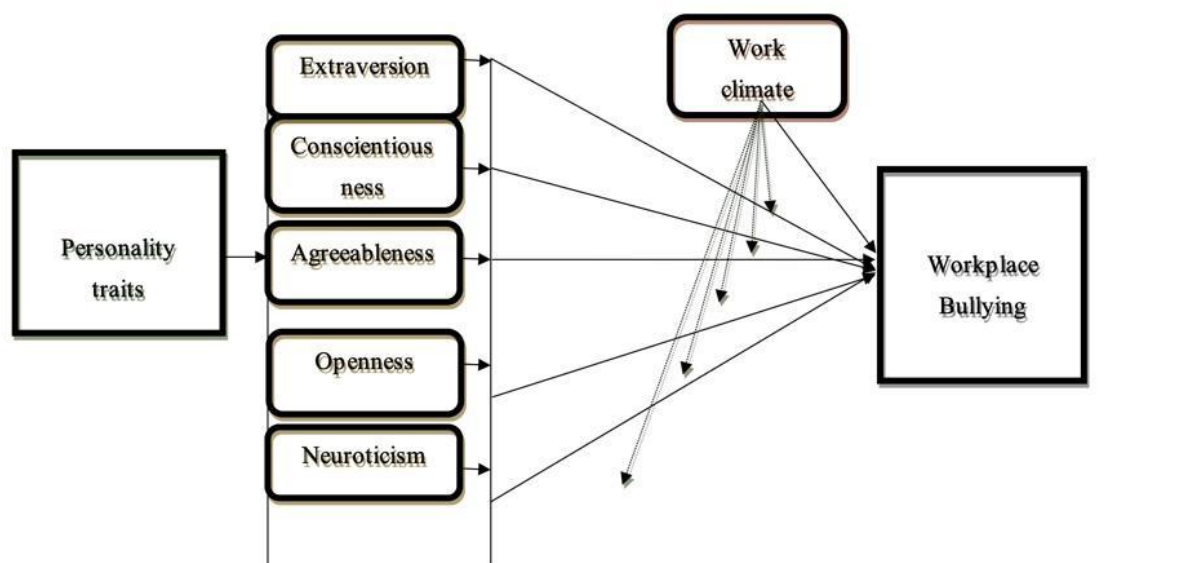 Extraversion
Conscientious
ness
Agreeableness
Openness
Neuroticism
Personality
traits
Work
climate
Workplace
Bullying